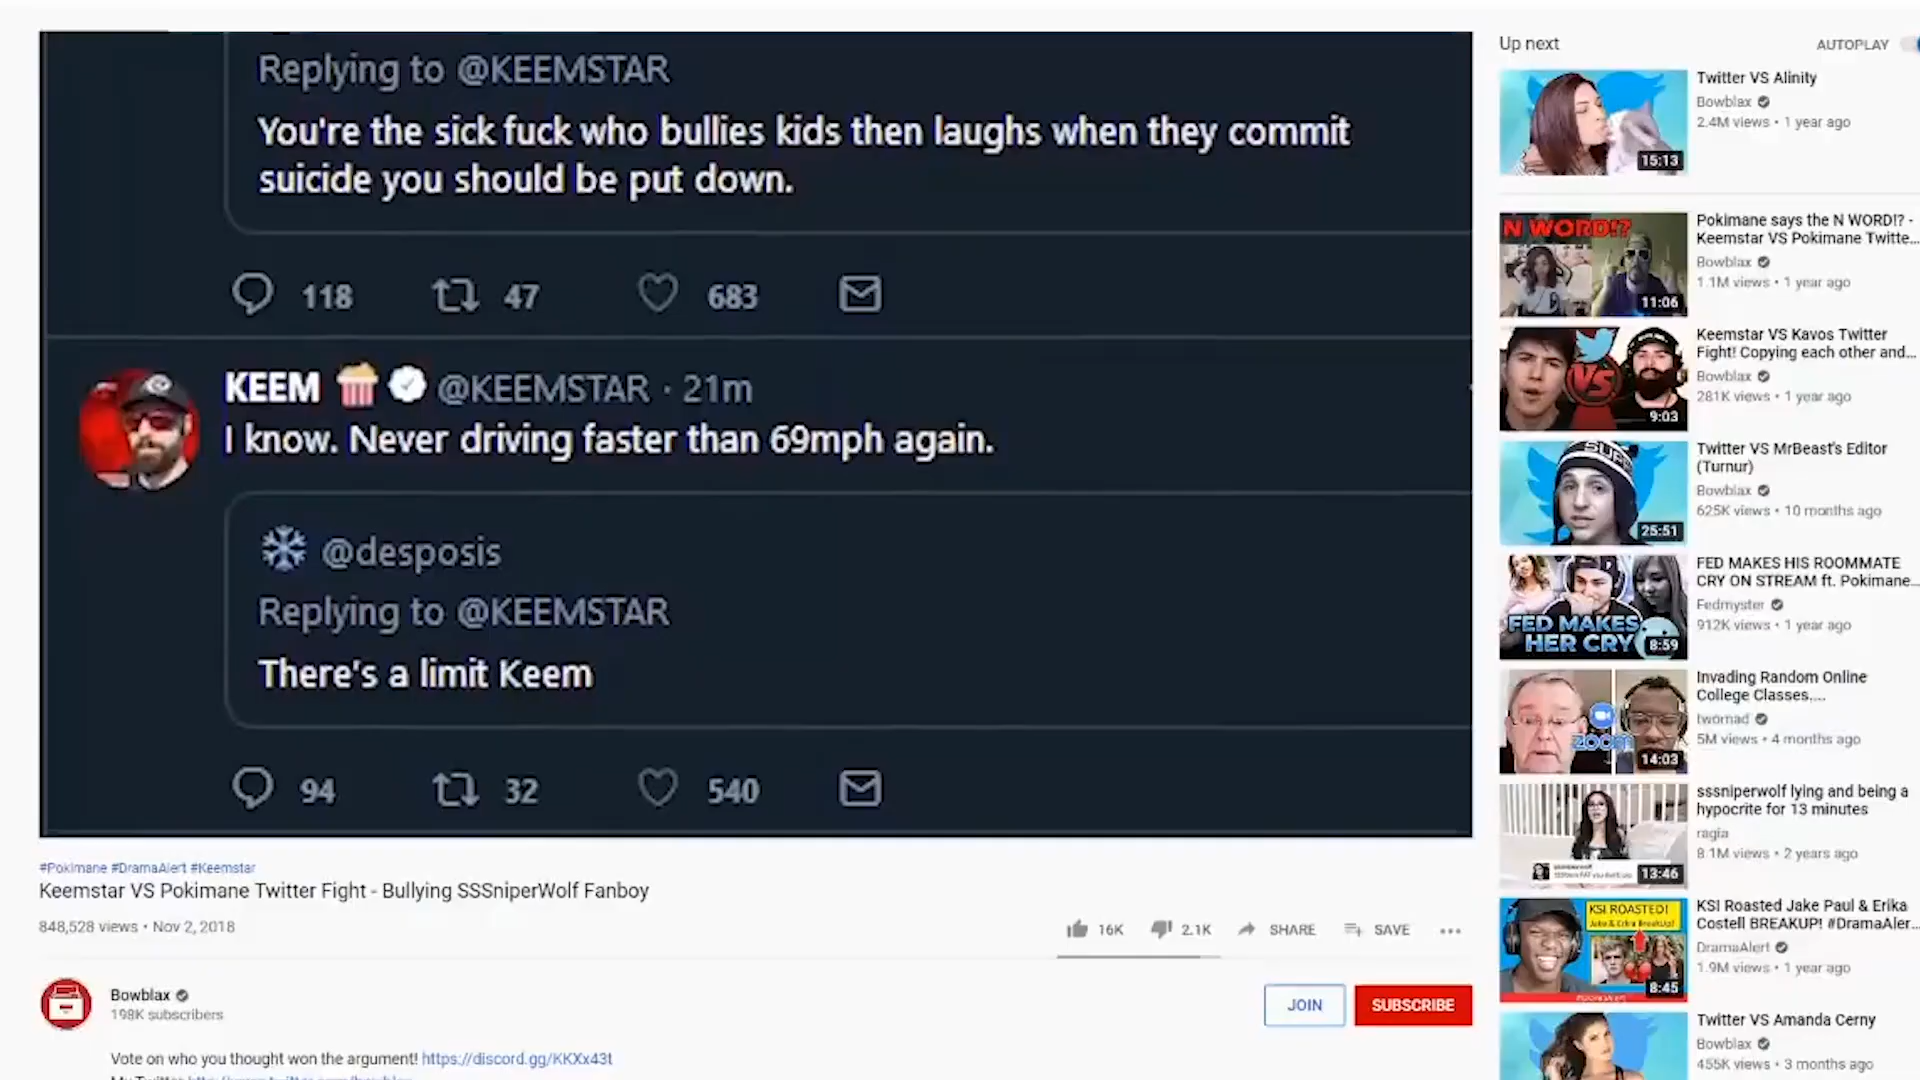 Replying to @KEEMSTAR
You're the sick fuck who bullies kids then laughs when they commit
suicide you should be put down.
118 47 683
KEEM @KEEMSTAR · 21m
I know. Never driving faster than 69mph again.
@desposis
Replying to @KEEMSTAR
There's a limit Keem
94 32 540
#Pokimane #DramaAlert #Keemstar
Keemstar VS Pokimane Twitter Fight - Bullying SSSniperWolf Fanboy
848,528 views • Nov 2, 2018
16K 2.1K SHARE SAVE
Bowblax
198K subscribers
JOIN SUBSCRIBE
Vote on who you thought won the argument! https://discord.gg/KKXx43t
Up next
AUTOPLAY
Twitter VS Alinity
Bowblax
2.4M views • 1 year ago
15:13
N WORD!?
11:06
Pokimane says the N WORD!? -
Keemstar VS Pokimane Twitte...
Bowblax
1.1M views • 1 year ago
VS
9:03
Keemstar VS Kavos Twitter
Fight! Copying each other and...
Bowblax
281K views • 1 year ago
25:51
Twitter VS MrBeast's Editor
(Turnur)
Bowblax
625K views • 10 months ago
FED MAKES
HER CRY
8:59
FED MAKES HIS ROOMMATE
CRY ON STREAM ft. Pokimane...
Fedmyster
912K views • 1 year ago
zoom
14:03
Invading Random Online
College Classes....
twomad
5M views • 4 months ago
13:46
sssniperwolf lying and being a
hypocrite for 13 minutes
ragia
8.1M views • 2 years ago
KSI ROASTED!
Jake & Erika BreakUp!
8:45
KSI Roasted Jake Paul & Erika
Costell BREAKUP! #DramaAler...
DramaAlert
1.9M views • 1 year ago
Twitter VS Amanda Cerny
Bowblax
455K views • 3 months ago